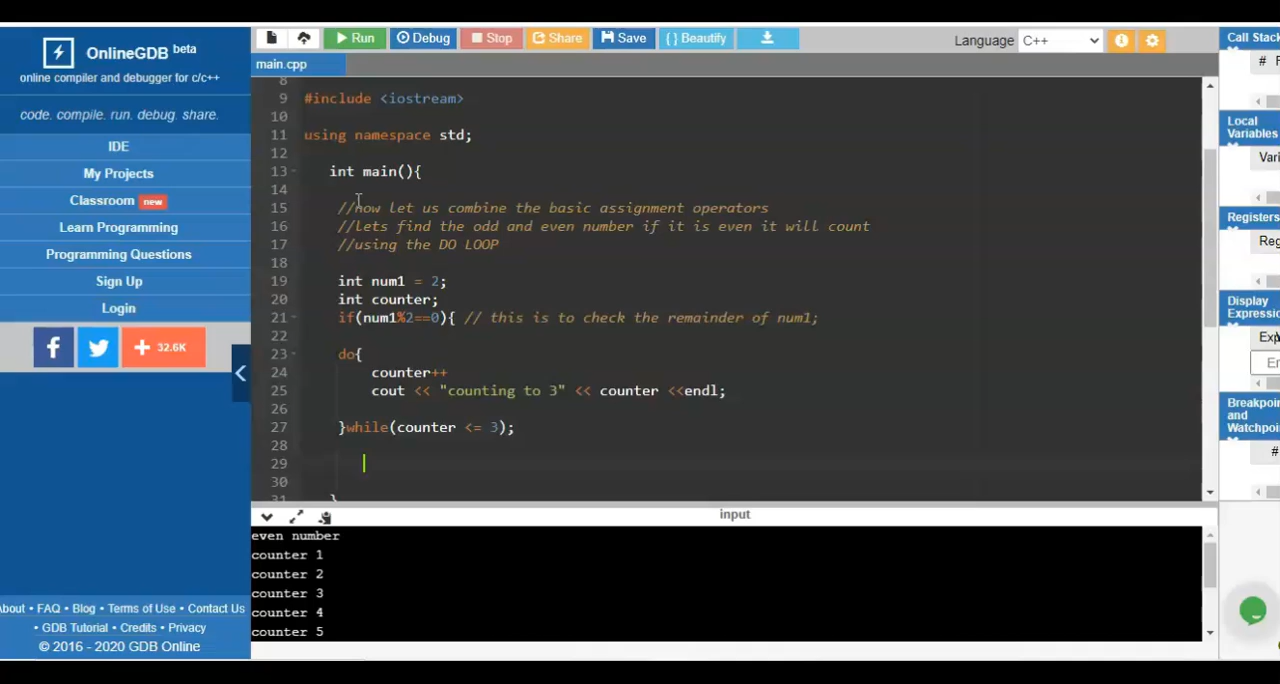 OnlineGDB beta
online compiler and debugger for c/c++
code. compile. run. debug. share.
IDE
My Projects
Classroom new
Learn Programming
Programming Questions
Sign Up
Login
32.6K
About • FAQ • Blog • Terms of Use • Contact Us
• GDB Tutorial • Credits • Privacy
© 2016 - 2020 GDB Online
Run Debug Stop Share Save { } Beautify
Language C++
main.cpp
8
9 #include <iostream>
10
11 using namespace std;
12
13 int main(){
14
15 //now let us combine the basic assignment operators
16 //lets find the odd and even number if it is even it will count
17 //using the DO LOOP
18
19 int num1 = 2;
20 int counter;
21 if(num1%2==0){ // this is to check the remainder of num1;
22
23 do{
24 counter++
25 cout << "counting to 3" << counter <<endl;
26
27 }while(counter <= 3);
28
29
30
31 }
input
even number
counter 1
counter 2
counter 3
counter 4
counter 5
Call Stack
#
Local
Variables
Vari
Registers
Reg
Display
Expressi
Exp
Breakpoi
and
Watchpoi
#